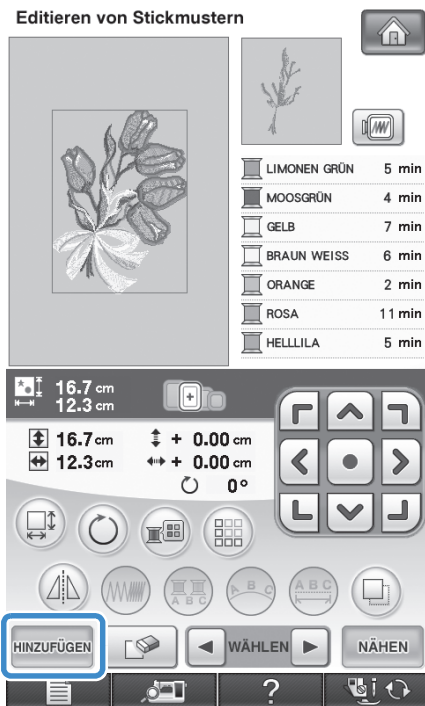 Editieren von Stickmustern
LIMONEN GRÜN 5 min
MOOSGRÜN 4 min
GELB 7 min
BRAUN WEISS 6 min
ORANGE 2 min
ROSA 11 min
HELLLILA 5 min
16.7 cm
12.3 cm
16.7 cm + 0.00 cm
12.3 cm + 0.00 cm
0°
A B C
A B C
A B C
HINZUFÜGEN
WÄHLEN
NÄHEN
?